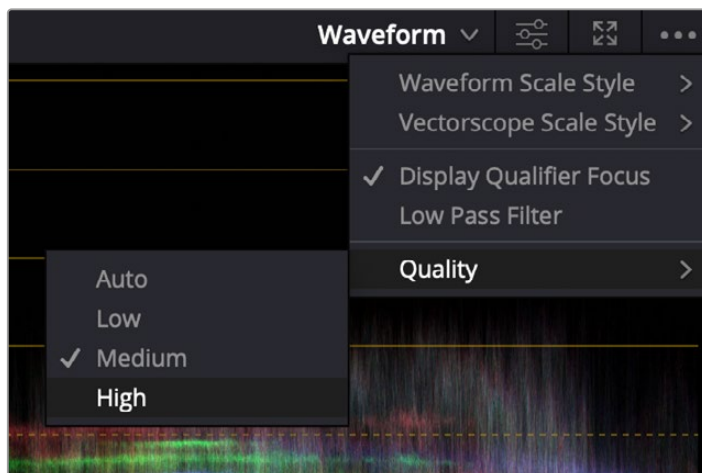 Waveform
Waveform Scale Style
Vectorscope Scale Style
Display Qualifier Focus
Low Pass Filter
Quality
Auto
Low
Medium
High